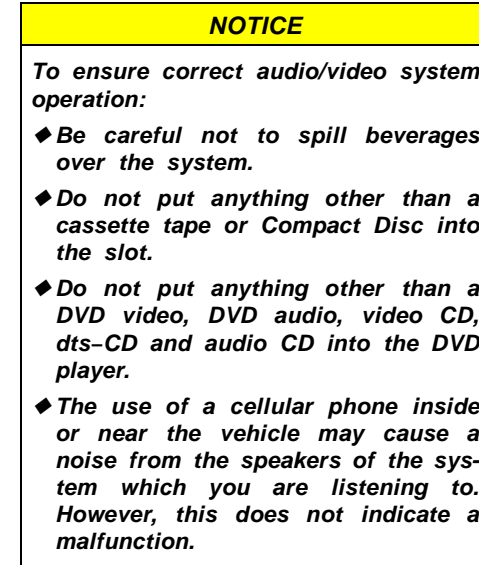 NOTICE
To ensure correct audio/video system
operation:
◆ Be careful not to spill beverages
over the system.
◆ Do not put anything other than a
cassette tape or Compact Disc into
the slot.
◆ Do not put anything other than a
DVD video, DVD audio, video CD,
dts–CD and audio CD into the DVD
player.
◆ The use of a cellular phone inside
or near the vehicle may cause a
noise from the speakers of the sys-
tem which you are listening to.
However, this does not indicate a
malfunction.